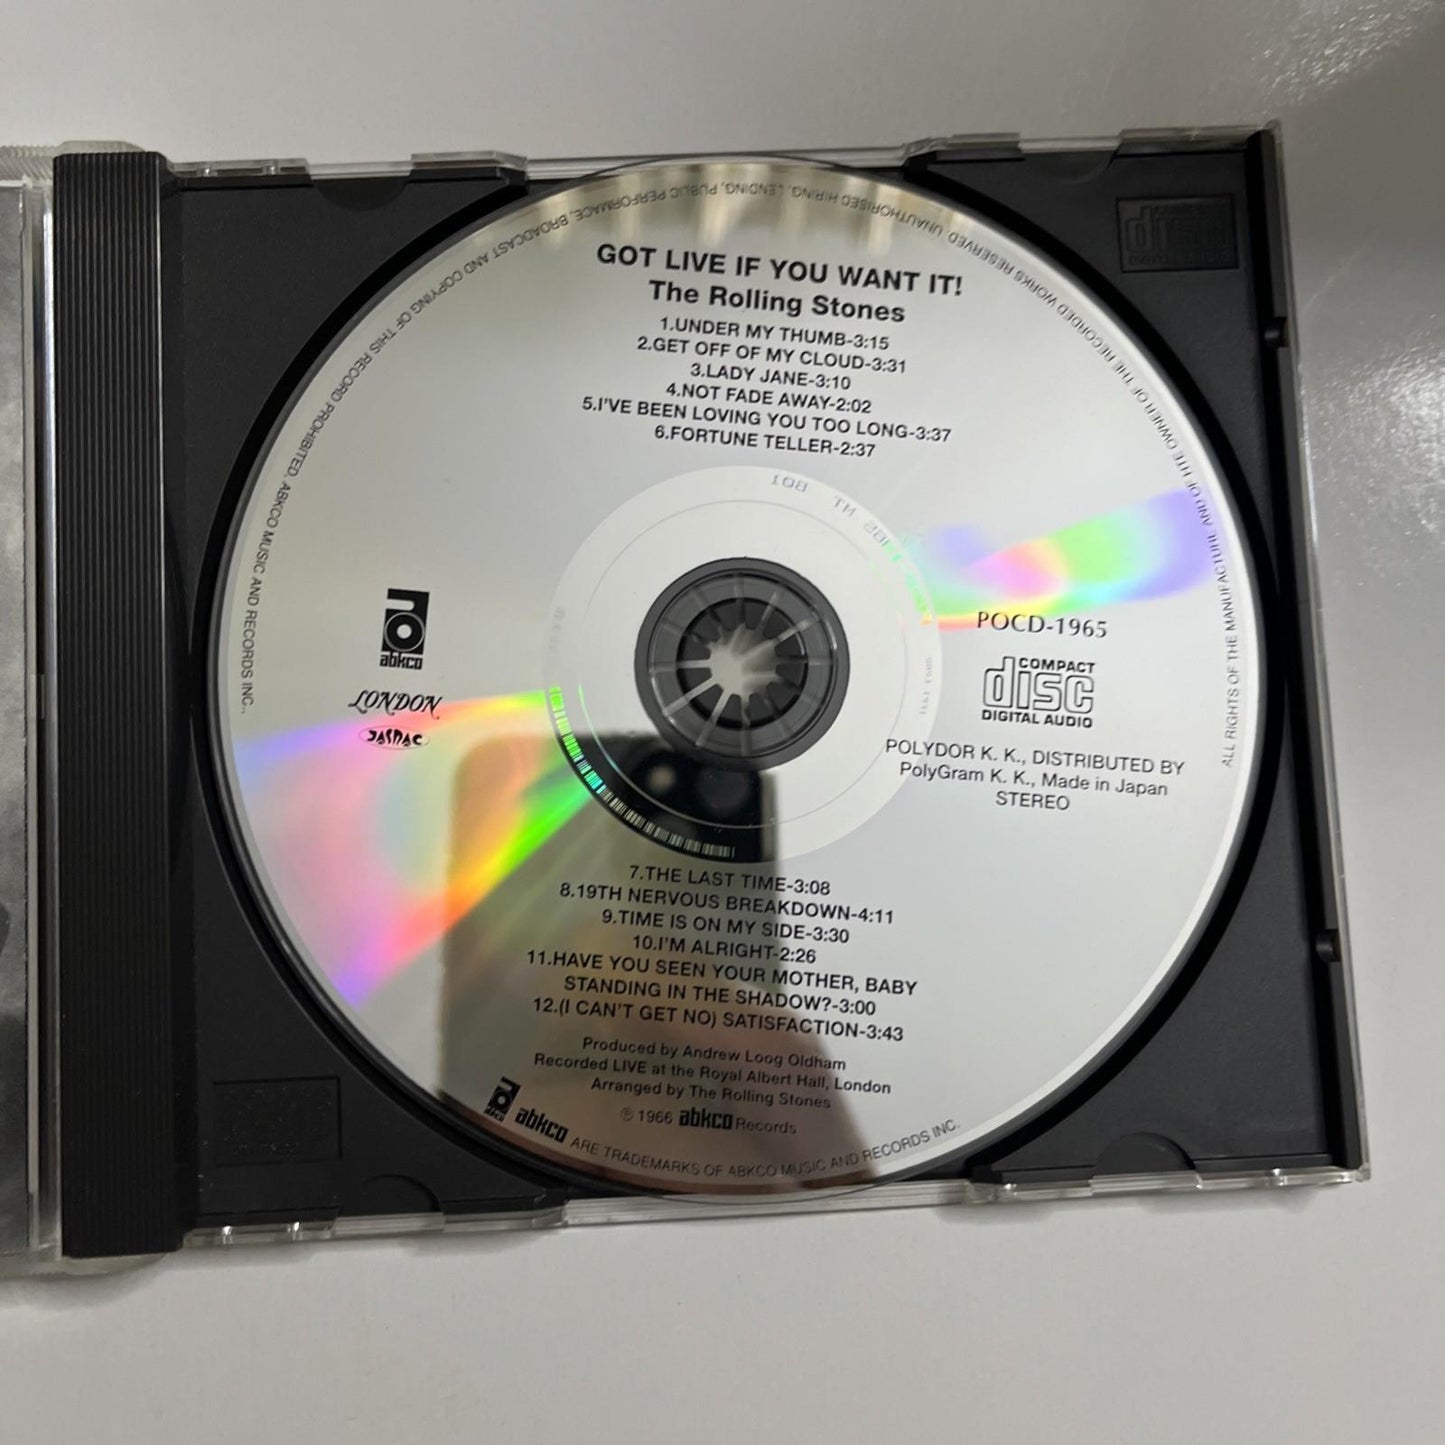 GOT LIVE IF YOU WANT IT!
The Rolling Stones
1.UNDER MY THUMB-3:15
2.GET OFF OF MY CLOUD-3:31
3.LADY JANE-3:10
4.NOT FADE AWAY-2:02
5.I'VE BEEN LOVING YOU TOO LONG-3:37
6.FORTUNE TELLER-2:37
abkco
LONDON
JASRAC
POCD-1965
COMPACT
disc
DIGITAL AUDIO
POLYDOR K. K., DISTRIBUTED BY
PolyGram K. K., Made in Japan
STEREO
7.THE LAST TIME-3:08
8.19TH NERVOUS BREAKDOWN-4:11
9.TIME IS ON MY SIDE-3:30
10.I'M ALRIGHT-2:26
11.HAVE YOU SEEN YOUR MOTHER, BABY
STANDING IN THE SHADOW?-3:00
12.(I CAN'T GET NO) SATISFACTION-3:43
Produced by Andrew Loog Oldham
Recorded LIVE at the Royal Albert Hall, London
Arranged by The Rolling Stones
℗ 1966 abkco Records
abkco abkco ARE TRADEMARKS OF ABKCO MUSIC AND RECORDS INC.
ALL RIGHTS OF THE MANUFACTURE AND OF HTE OWNER OF THE RECORDED WORKS RESERVED. UNAUTHORISED HIRING, LENDING, PUBLIC PERFORMACE, BROADCAST AND COPYING OF THIS RECORD PROHIBITED. ABKCO MUSIC AND RECORDS INC..
disc